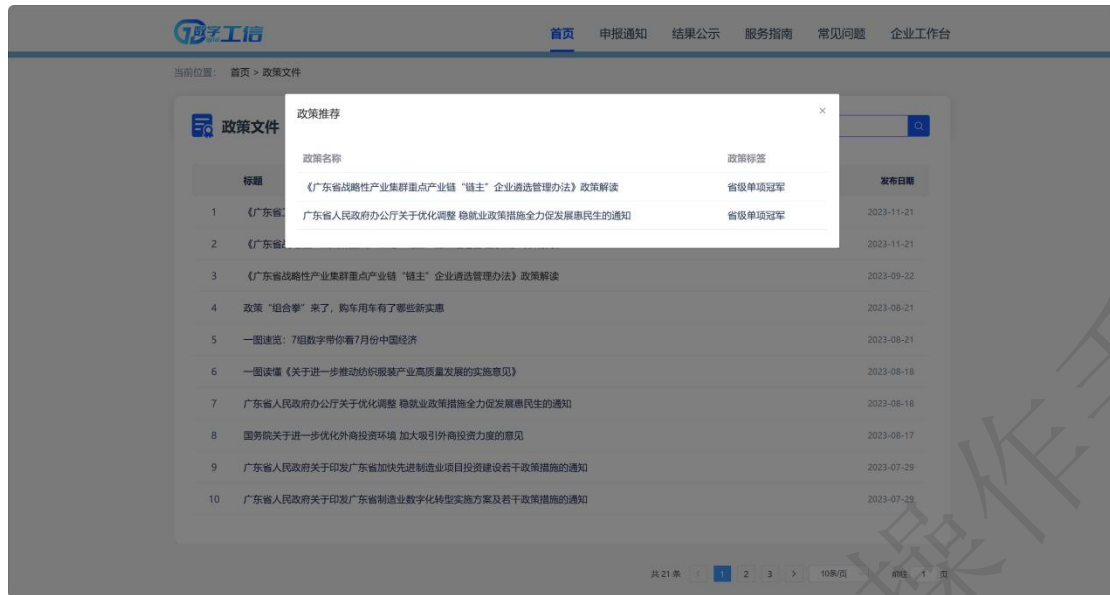 数字工信
首页 申报通知 结果公示 服务指南 常见问题 企业工作台
当前位置: 首页 > 政策文件
政策文件
政策推荐 ×
政策名称 政策标签
《广东省战略性产业集群重点产业链“链主”企业遴选管理办法》政策解读 省级单项冠军
广东省人民政府办公厅关于优化调整 稳就业政策措施全力促发展惠民生的通知 省级单项冠军
标题 发布日期
1 《广东省 2023-11-21
2 《广东省 2023-11-21
3 《广东省战略性产业集群重点产业链“链主”企业遴选管理办法》政策解读 2023-09-22
4 政策“组合拳”来了，购车用车有了哪些新实惠 2023-08-21
5 一图速览：7组数字带你看7月份中国经济 2023-08-21
6 一图读懂《关于进一步推动纺织服装产业高质量发展的实施意见》 2023-08-18
7 广东省人民政府办公厅关于优化调整 稳就业政策措施全力促发展惠民生的通知 2023-08-18
8 国务院关于进一步优化外商投资环境 加大吸引外商投资力度的意见 2023-08-17
9 广东省人民政府关于印发广东省加快先进制造业项目投资建设若干政策措施的通知 2023-07-29
10 广东省人民政府关于印发广东省制造业数字化转型实施方案及若干政策措施的通知 2023-07-29
共 21 条 < 1 2 3 > 10条/页 前往 1 页
操作手